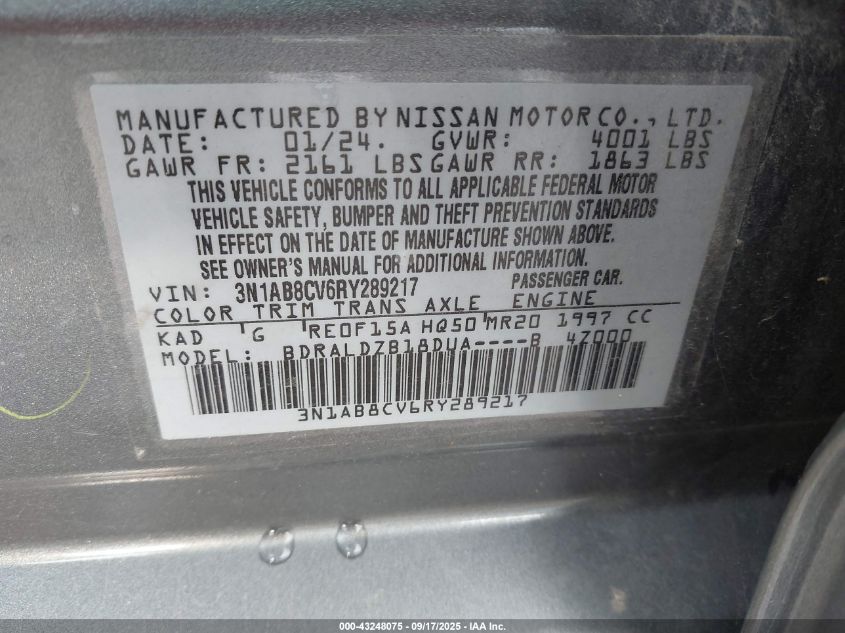 MANUFACTURED BY NISSAN MOTOR CO., LTD.
DATE: 01/24. GVWR: 4001 LBS
GAWR FR: 2161 LBS GAWR RR: 1863 LBS
THIS VEHICLE CONFORMS TO ALL APPLICABLE FEDERAL MOTOR
VEHICLE SAFETY, BUMPER AND THEFT PREVENTION STANDARDS
IN EFFECT ON THE DATE OF MANUFACTURE SHOWN ABOVE.
SEE OWNER'S MANUAL FOR ADDITIONAL INFORMATION.
VIN: 3N1AB8CV6RY289217 PASSENGER CAR.
COLOR TRIM TRANS AXLE ENGINE
KAD G RE0F15A HQ50 MR20 1997 CC
MODEL: BDRALDZB18DUA----B 4Z000
3N1AB8CV6RY289217
000-43248075 — 09/17/2025 — IAA Inc.